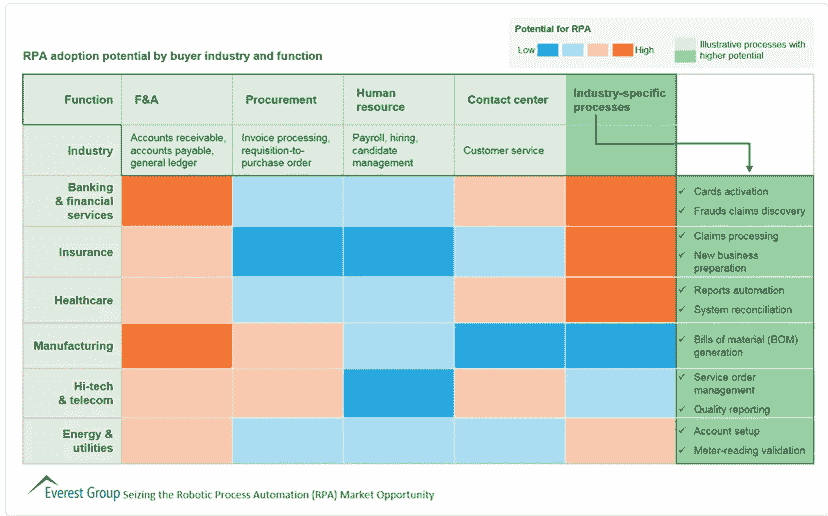 Potential for RPA
Low
High
Illustrative processes with
higher potential
RPA adoption potential by buyer industry and function
Function
F&A
Procurement
Human
resource
Contact center
Industry-specific
processes
Industry
Accounts receivable,
accounts payable,
general ledger
Invoice processing,
requisition-to-
purchase order
Payroll, hiring,
candidate
management
Customer service
Banking
& financial
services
✓ Cards activation
✓ Frauds claims discovery
Insurance
✓ Claims processing
✓ New business
preparation
Healthcare
✓ Reports automation
✓ System reconciliation
Manufacturing
✓ Bills of material (BOM)
generation
Hi-tech
& telecom
✓ Service order
management
✓ Quality reporting
Energy &
utilities
✓ Account setup
✓ Meter-reading validation
Everest Group Seizing the Robotic Process Automation (RPA) Market Opportunity